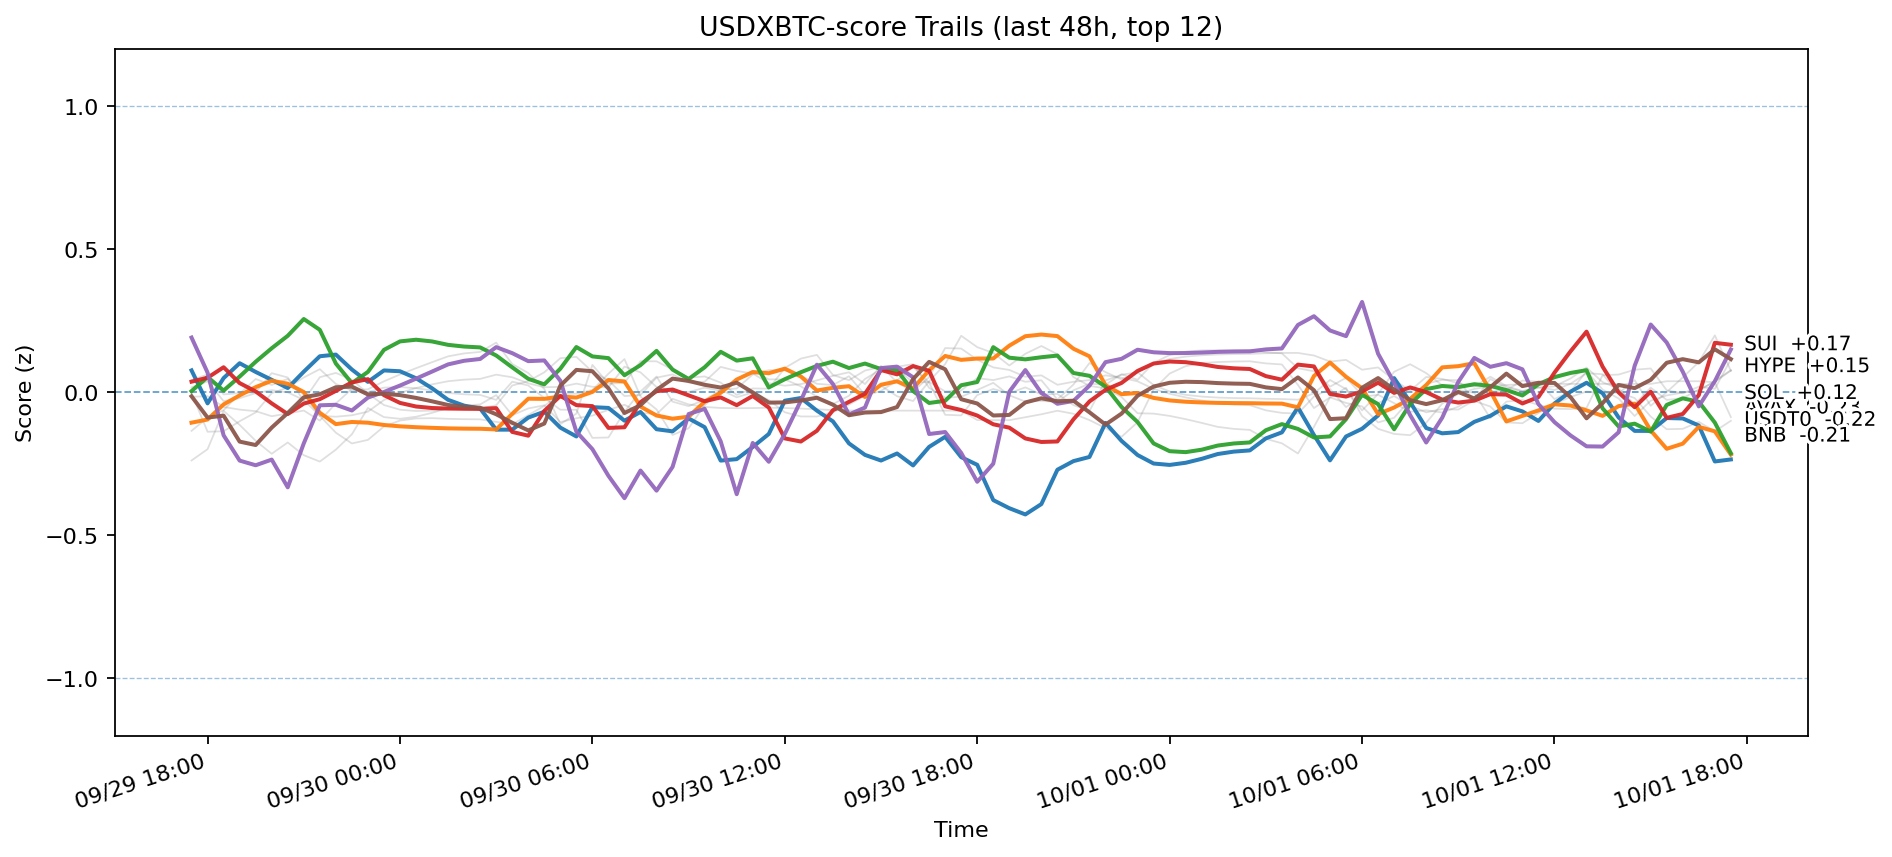 USDXBTC-score Trails (last 48h, top 12)
Score (z)
1.0
0.5
0.0
−0.5
−1.0
SUI +0.17
HYPE +0.15
SOL +0.12
AVAX -0.23
USDT0 -0.22
BNB -0.21
09/29 18:00
09/30 00:00
09/30 06:00
09/30 12:00
09/30 18:00
10/01 00:00
10/01 06:00
10/01 12:00
10/01 18:00
Time